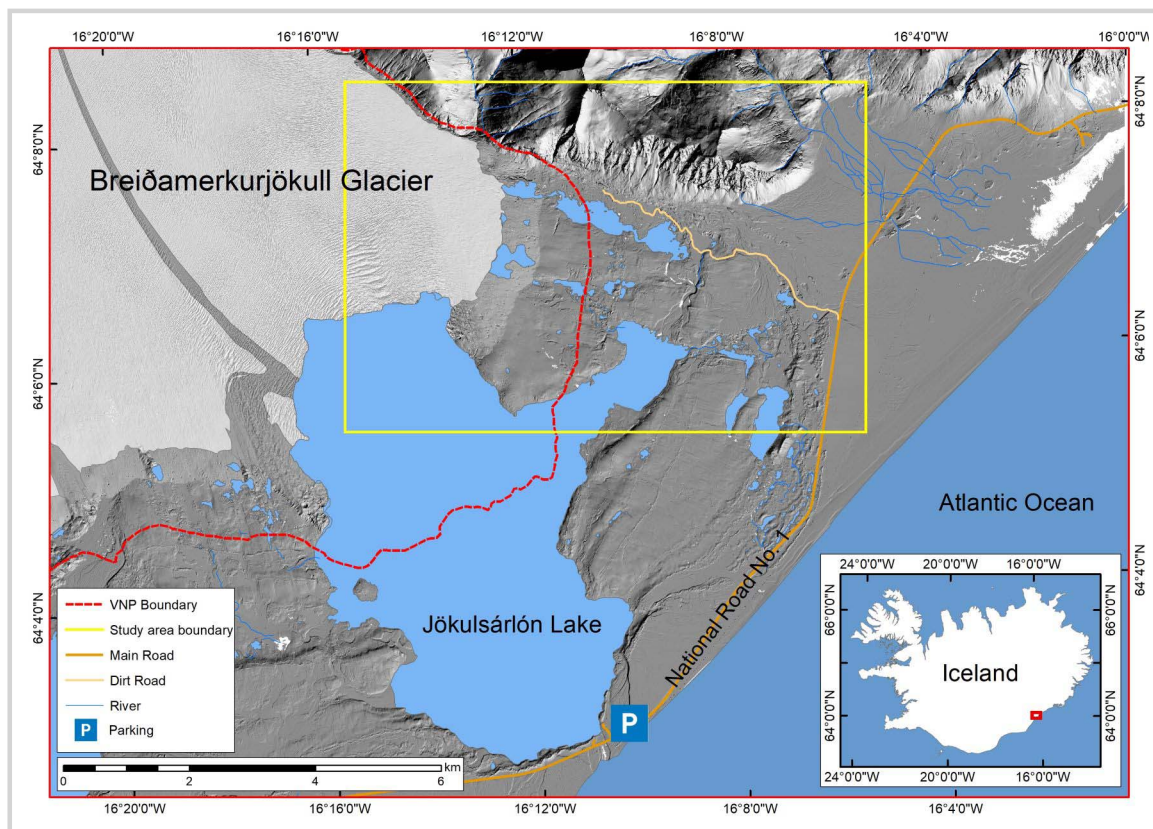 16°20'0"W
16°16'0"W
16°12'0"W
16°8'0"W
16°4'0"W
16°0'0"W
64°8'0"N
64°8'0"N
Breiðamerkurjökull Glacier
64°6'0"N
64°6'0"N
Atlantic Ocean
National Road No. 1
64°4'0"N
64°4'0"N
Jökulsárlón Lake
VNP Boundary
Study area boundary
Main Road
Dirt Road
River
P Parking
P
km
0 2 4 6
24°0'0"W
20°0'0"W
16°0'0"W
66°0'0"N
66°0'0"N
Iceland
64°0'0"N
64°0'0"N
24°0'0"W
20°0'0"W
16°0'0"W
16°20'0"W
16°16'0"W
16°12'0"W
16°8'0"W
16°4'0"W